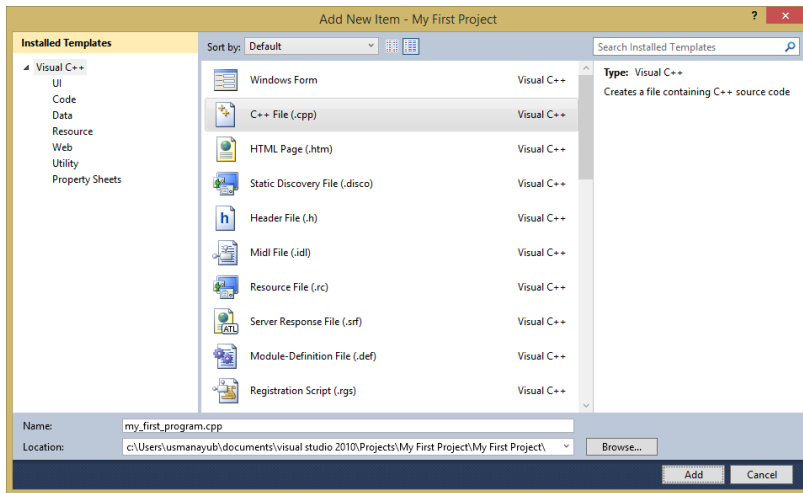 Add New Item - My First Project
? ×
Installed Templates
Sort by: Default
Search Installed Templates
Visual C++
UI
Code
Data
Resource
Web
Utility
Property Sheets
Windows Form Visual C++
C++ File (.cpp) Visual C++
HTML Page (.htm) Visual C++
Static Discovery File (.disco) Visual C++
h Header File (.h) Visual C++
Midl File (.idl) Visual C++
Resource File (.rc) Visual C++
ATL Server Response File (.srf) Visual C++
Module-Definition File (.def) Visual C++
Registration Script (.rgs) Visual C++
Type: Visual C++
Creates a file containing C++ source code
Name: my_first_program.cpp
Location: c:\Users\usmanayub\documents\visual studio 2010\Projects\My First Project\My First Project\ Browse...
Add Cancel